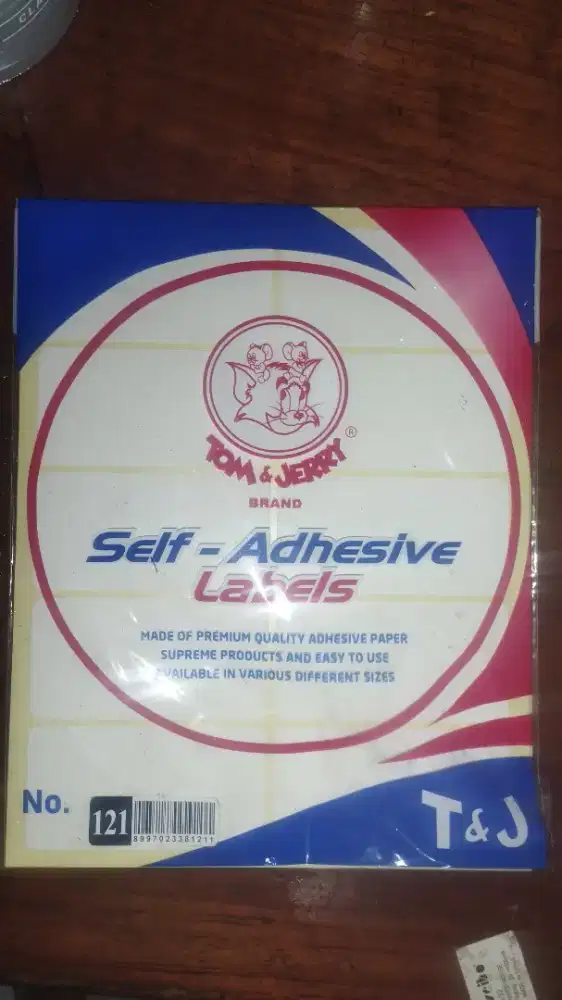 TOM & JERRY ®
BRAND
Self - Adhesive
Labels
MADE OF PREMIUM QUALITY ADHESIVE PAPER
SUPREME PRODUCTS AND EASY TO USE
AVAILABLE IN VARIOUS DIFFERENT SIZES
No.
121
8997023381211
T & J